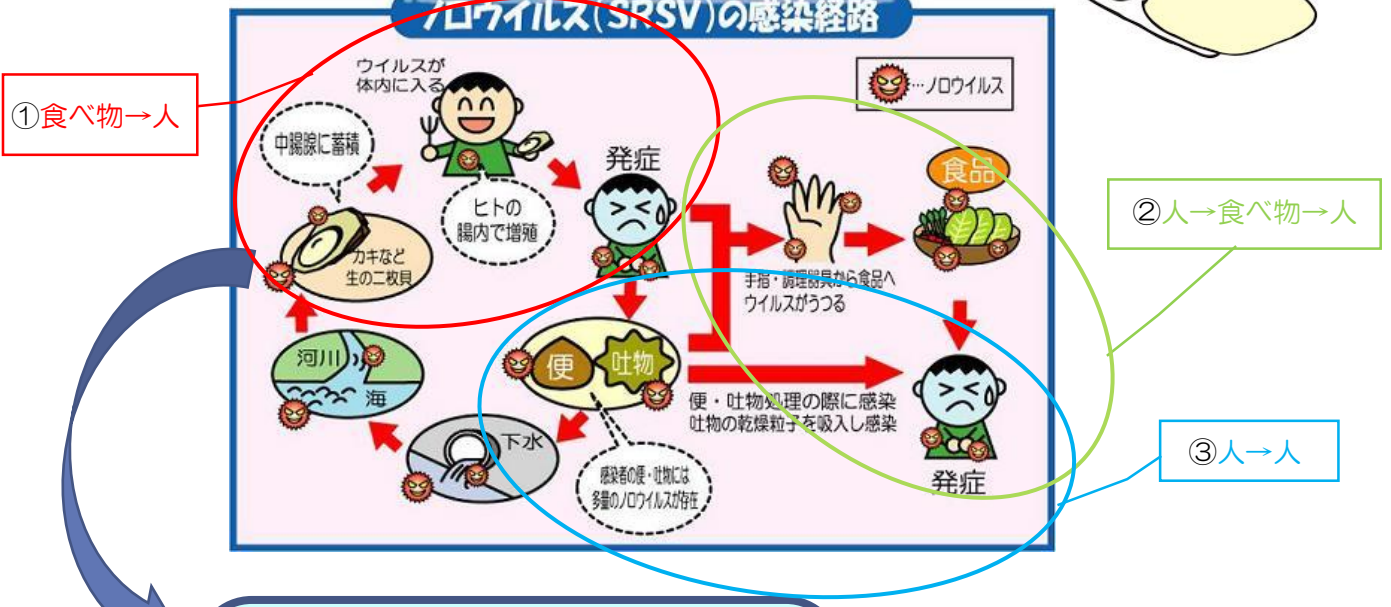 ノロウイルス(SRSV)の感染経路
①食べ物→人
ウイルスが
体内に入る
…ノロウイルス
中腸腺に蓄積
発症
食品
ヒトの
腸内で増殖
②人→食べ物→人
カキなど
生の二枚貝
手指・調理器具から食品へ
ウイルスがうつる
河川
海
便
吐物
便・吐物処理の際に感染
吐物の乾燥粒子を吸入し感染
下水
感染者の便・吐物には
多量のノロウイルスが存在
発症
③人→人